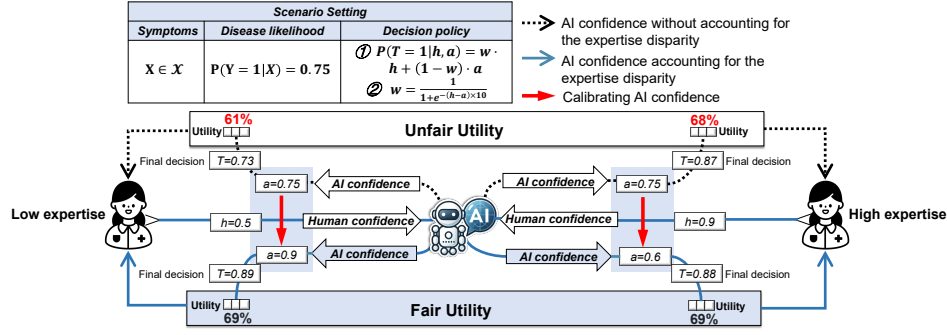 Scenario Setting
Symptoms Disease likelihood Decision policy
X ∈ 𝒳 P(Y = 1|X) = 0.75 ① P(T = 1|h, a) = w · h + (1 − w) · a
② w = 1 / (1+e^{−(h−a)×10})
AI confidence without accounting for
the expertise disparity
AI confidence accounting for the
expertise disparity
Calibrating AI confidence
61%
Utility
Unfair Utility
68%
Utility
Final decision
T=0.73
T=0.87
Final decision
a=0.75
AI confidence
AI confidence
a=0.75
Low expertise
h=0.5
Human confidence
AI
Human confidence
h=0.9
High expertise
a=0.9
AI confidence
AI confidence
a=0.6
Final decision
T=0.89
T=0.88
Final decision
Utility
69%
Fair Utility
Utility
69%